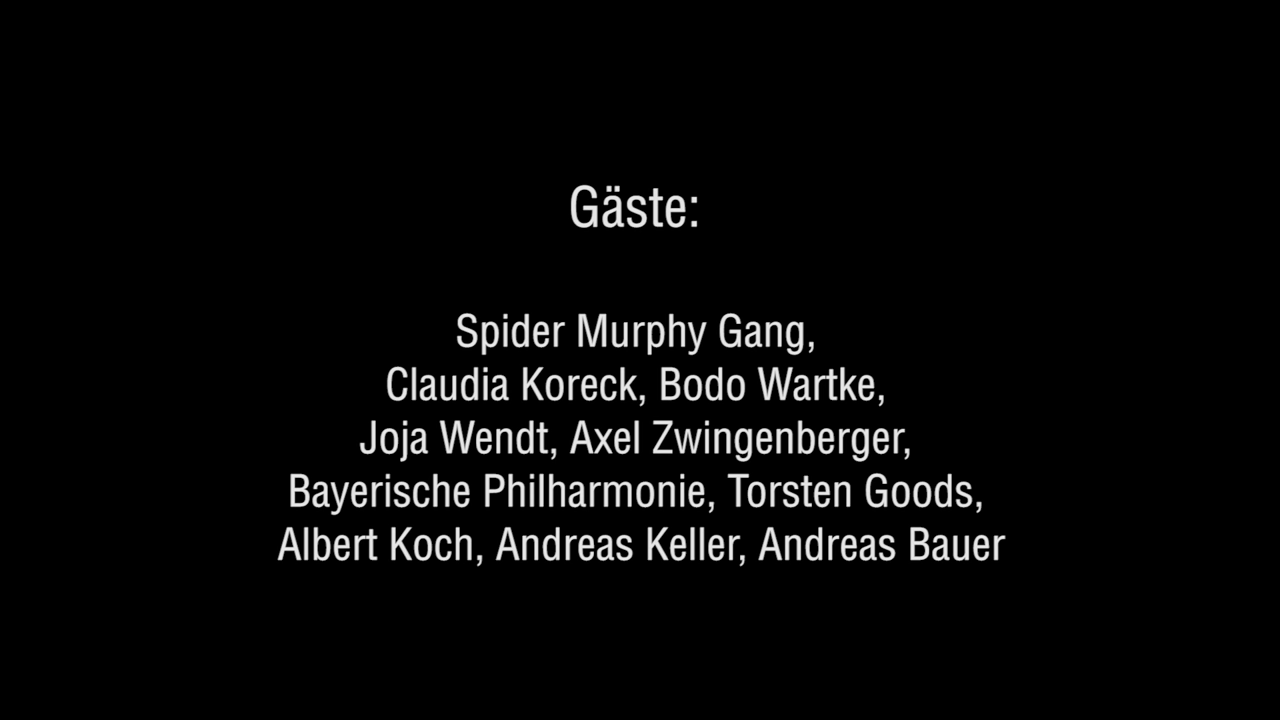 Gäste:
Spider Murphy Gang,
Claudia Koreck, Bodo Wartke,
Joja Wendt, Axel Zwingenberger,
Bayerische Philharmonie, Torsten Goods,
Albert Koch, Andreas Keller, Andreas Bauer